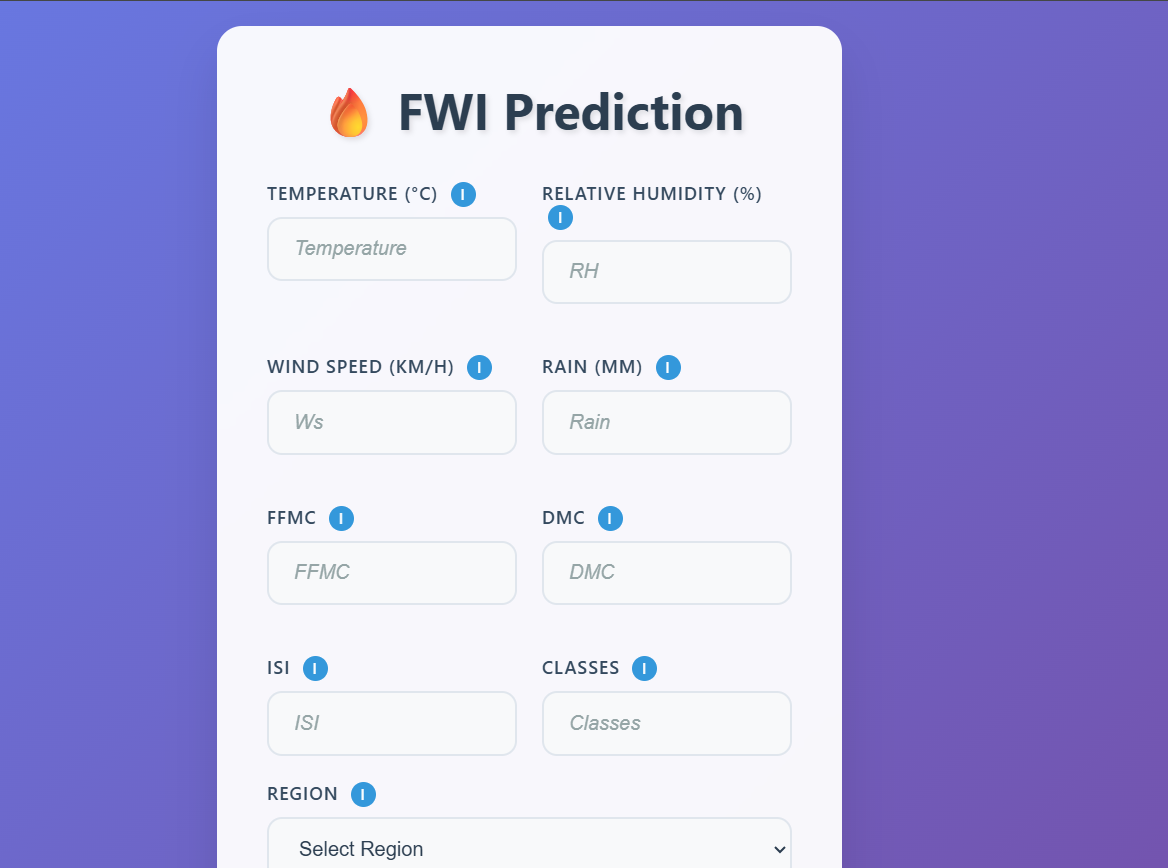 FWI Prediction
TEMPERATURE (°C) I
RELATIVE HUMIDITY (%)
I
Temperature
RH
WIND SPEED (KM/H) I
RAIN (MM) I
Ws
Rain
FFMC I
DMC I
FFMC
DMC
ISI I
CLASSES I
ISI
Classes
REGION I
Select Region